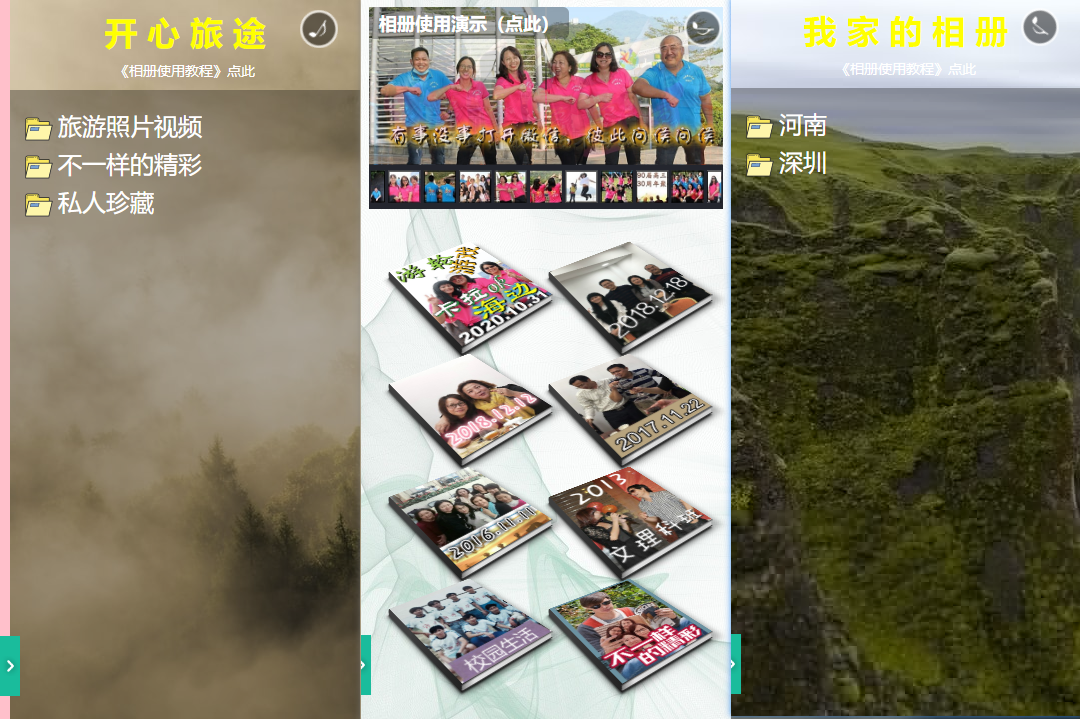 开心旅途
《相册使用教程》点此
旅游照片视频
不一样的精彩
私人珍藏
相册使用演示（点此）
有事没事打开微信，彼此问候问候
90届高三
30周年聚
游乾游戏
卡拉OK
海边
2020.10.31
2018.12.18
2018.12.12
2017.11.22
2016.11.11
2013
文理科班
校园生活
不一样
的精彩
我家的相册
《相册使用教程》点此
河南
深圳